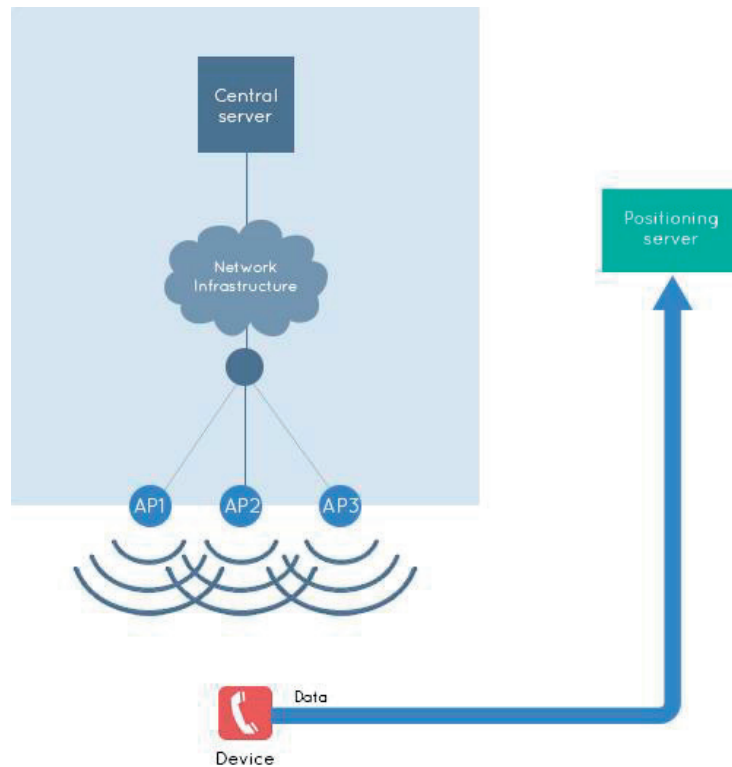 Central
server
Network
Infrastructure
Positioning
server
AP1
AP2
AP3
Data
Device